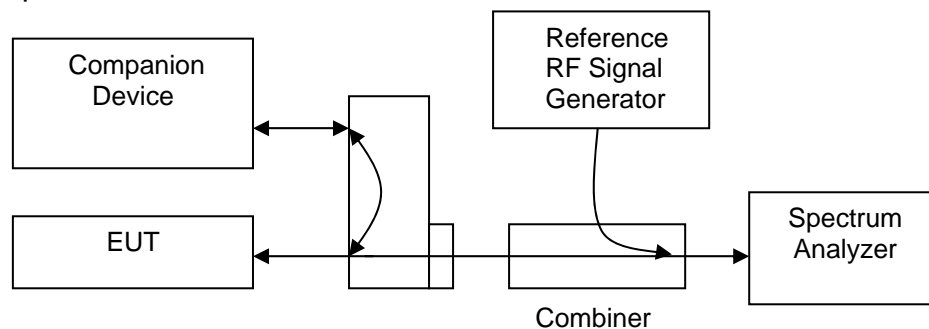 Companion
Device
Reference
RF Signal
Generator
EUT
Spectrum
Analyzer
Combiner